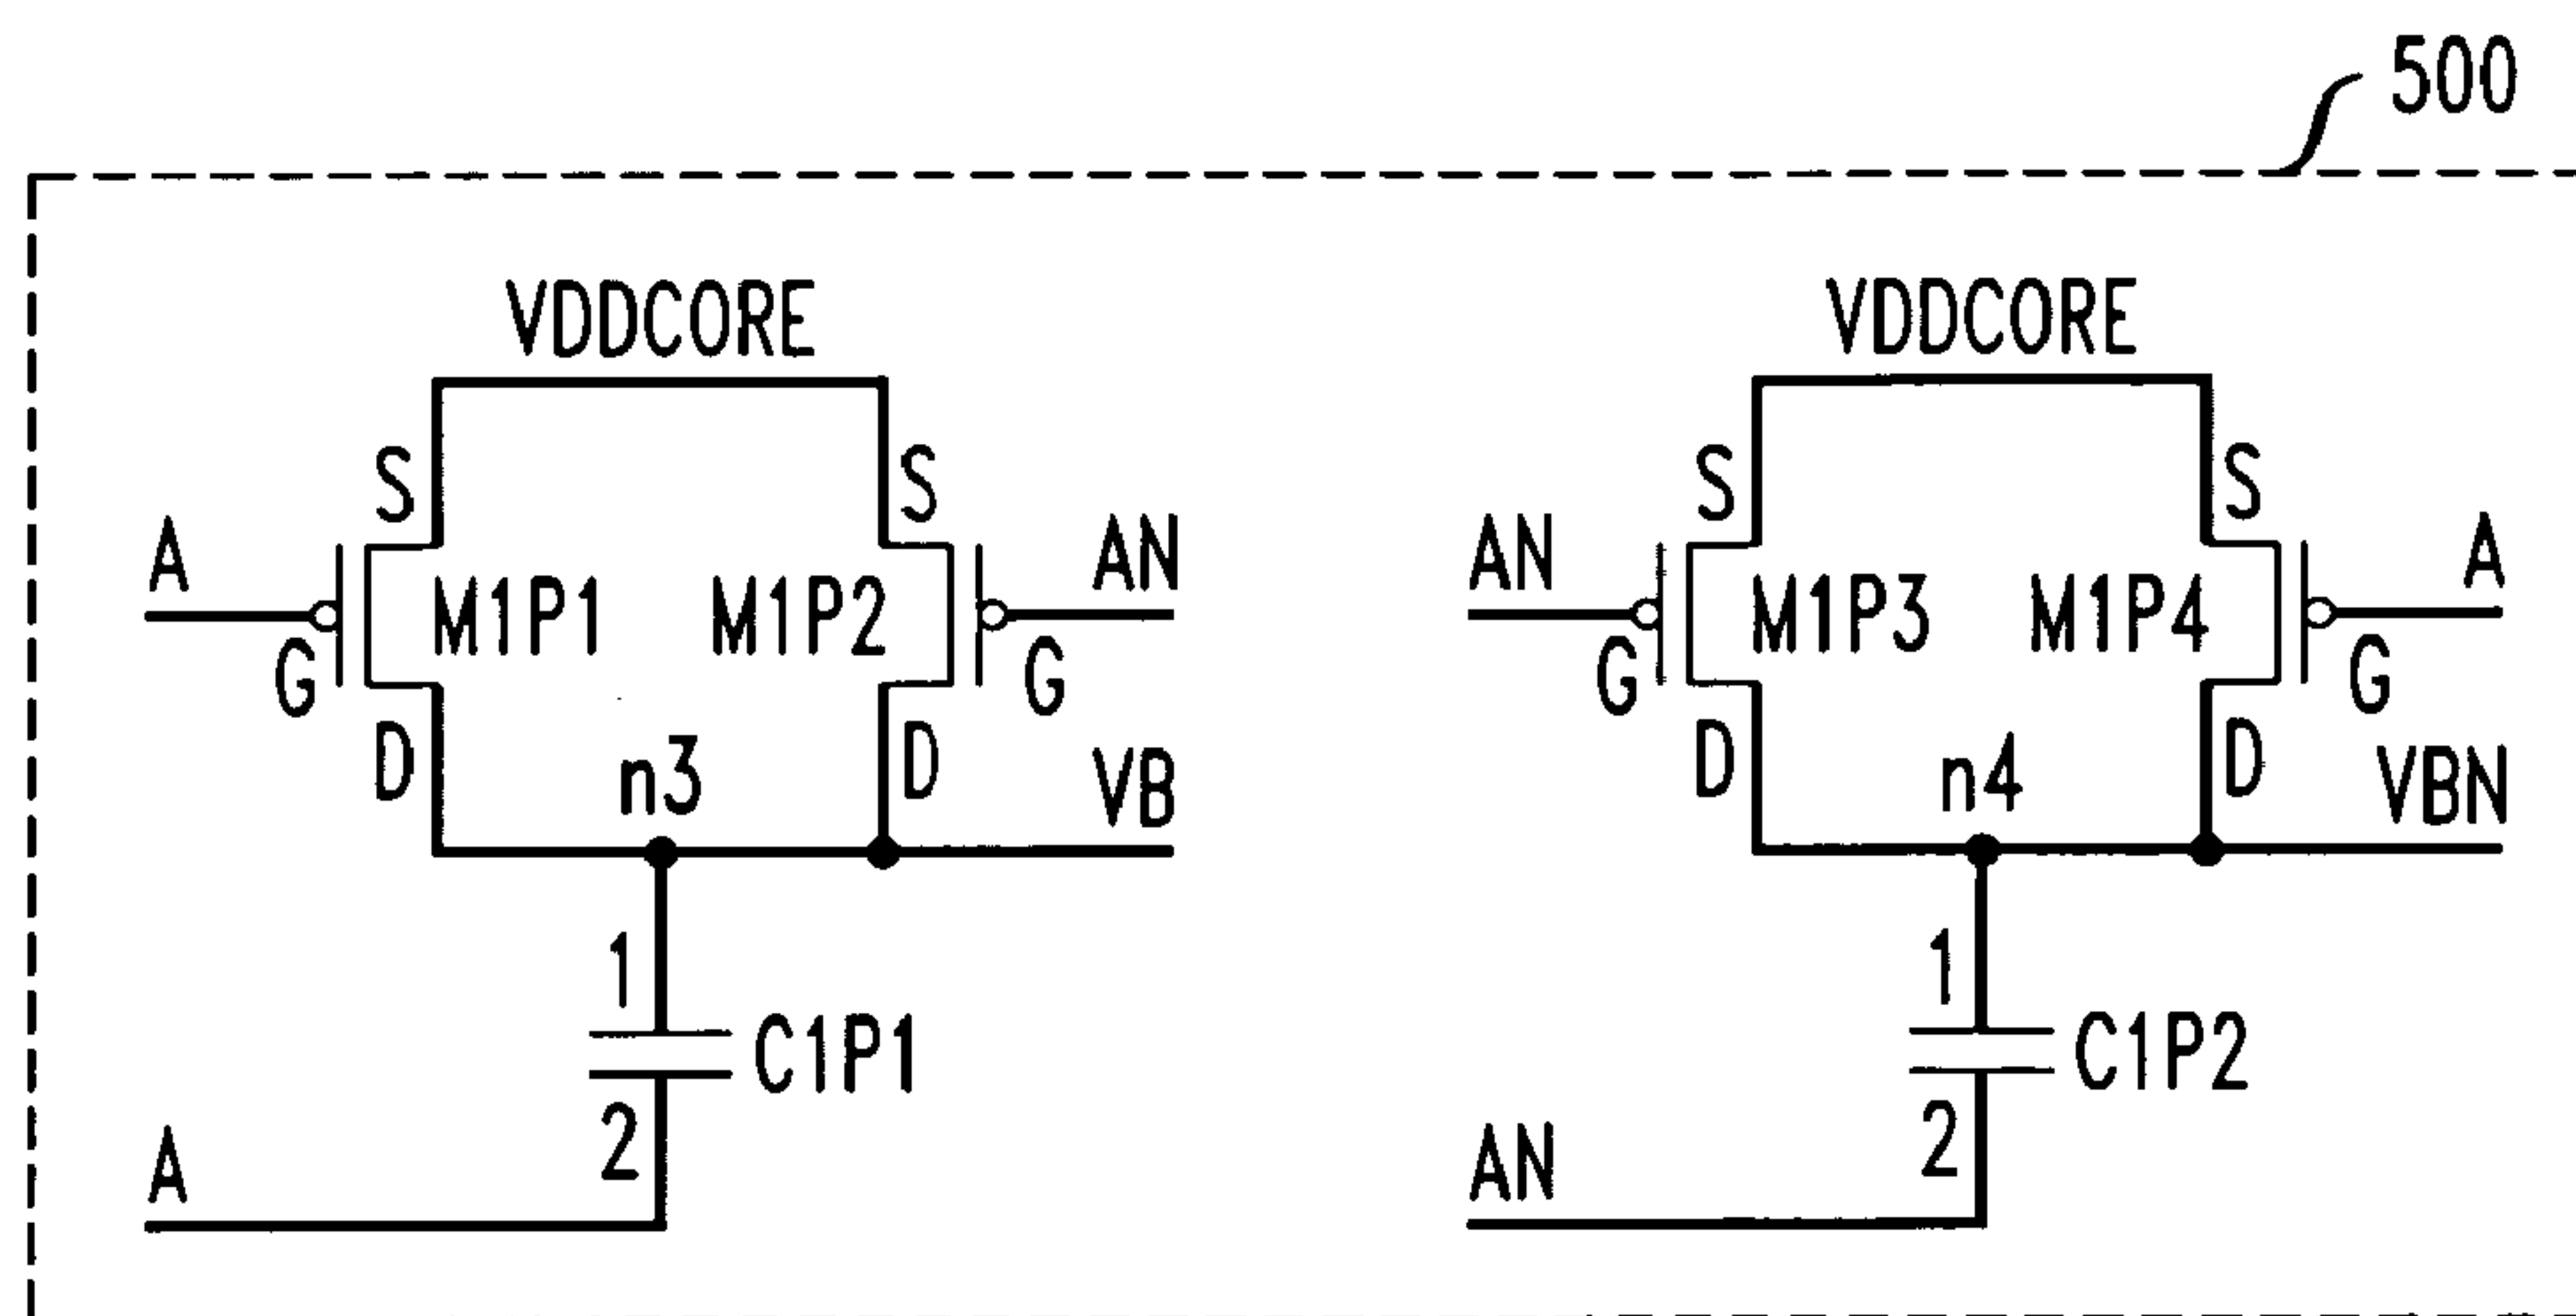 500
VDDCORE VDDCORE
S S S S
A AN AN A
M1P1 M1P2 M1P3 M1P4
G G G G
D D D D
n3 VB n4 VBN
1 1
C1P1 C1P2
2 2
A AN